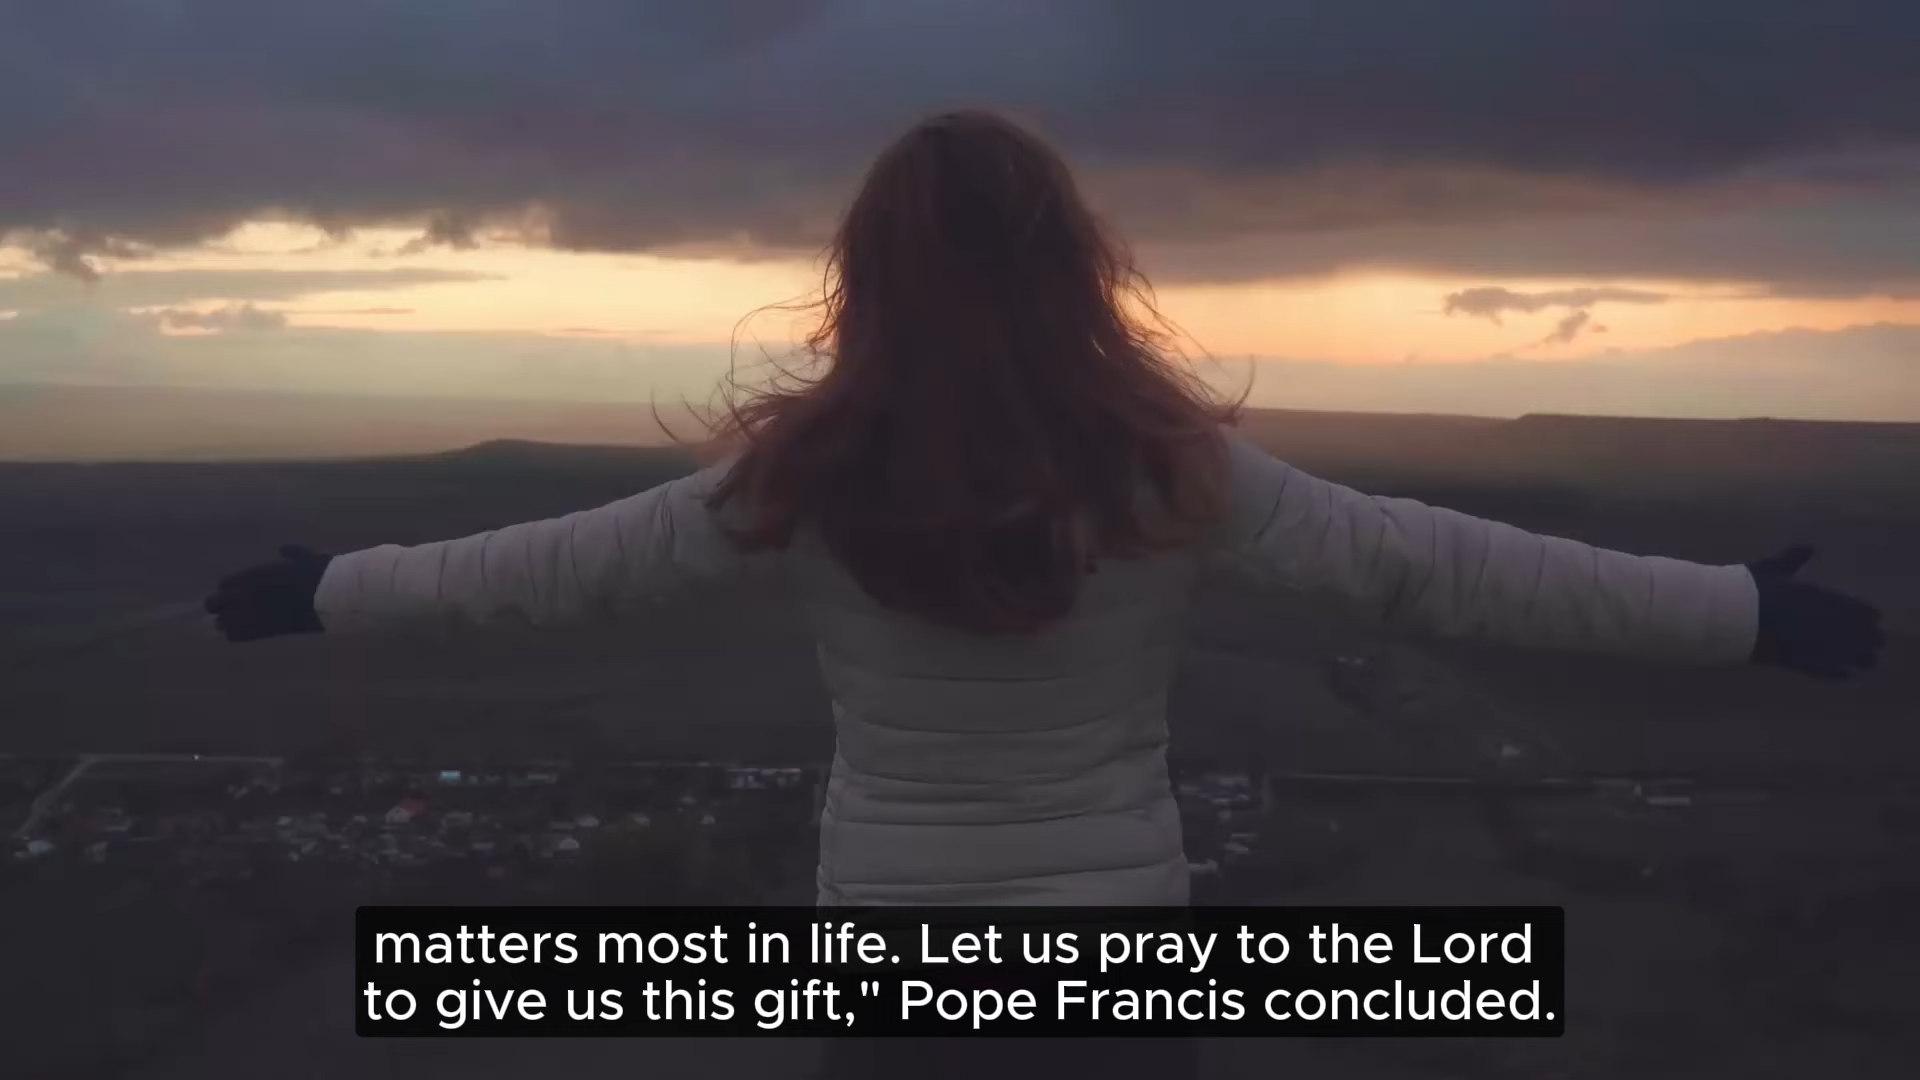 matters most in life. Let us pray to the Lord
to give us this gift," Pope Francis concluded.